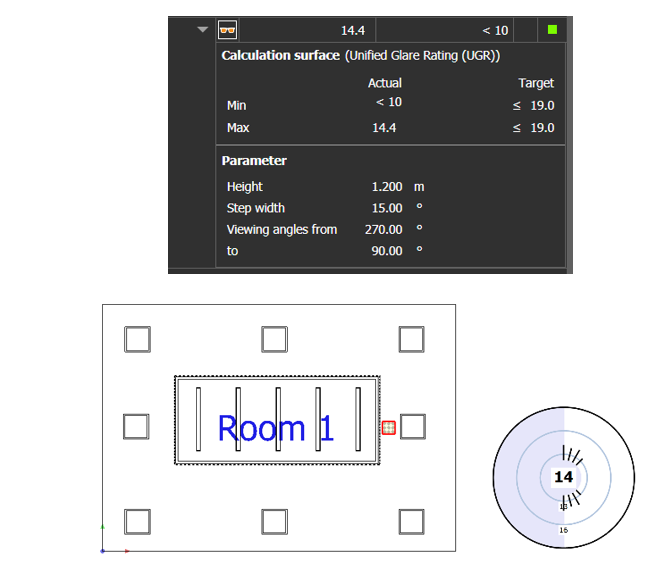 14.4 < 10
Calculation surface (Unified Glare Rating (UGR))
Actual Target
Min < 10 ≤ 19.0
Max 14.4 ≤ 19.0
Parameter
Height 1.200 m
Step width 15.00 °
Viewing angles from 270.00 °
to 90.00 °
Room 1
14
13
16